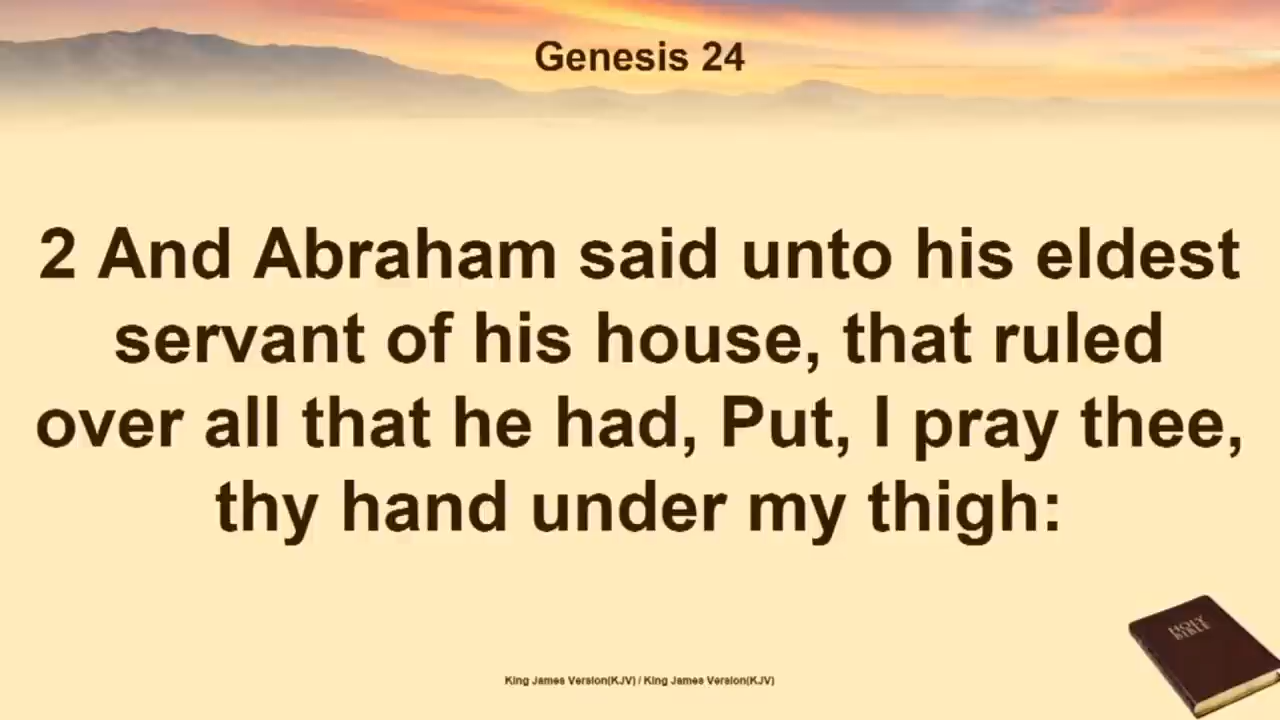 Genesis 24
2 And Abraham said unto his eldest
servant of his house, that ruled
over all that he had, Put, I pray thee,
thy hand under my thigh:
HOLY
BIBLE
King James Version(KJV) / King James Version(KJV)